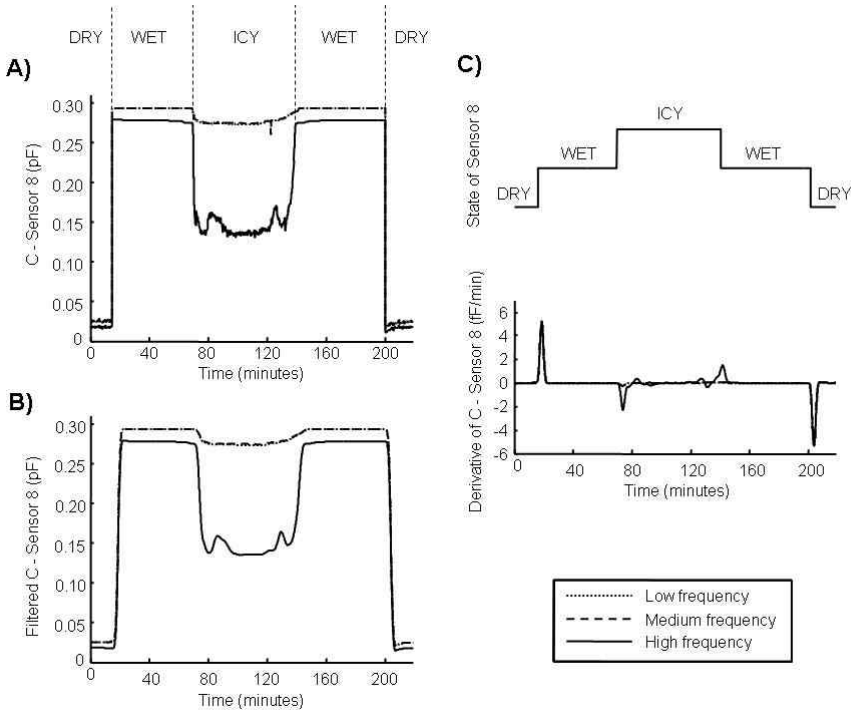 DRY WET ICY WET DRY
A)
C - Sensor 8 (pF)
0.30
0.25
0.20
0.15
0.10
0.05
0
0 40 80 120 160 200
Time (minutes)
B)
Filtered C - Sensor 8 (pF)
0.30
0.25
0.20
0.15
0.10
0.05
0
0 40 80 120 160 200
Time (minutes)
C)
State of Sensor 8
ICY
WET WET
DRY DRY
Derivative of C - Sensor 8 (fF/min)
6
4
2
0
-2
-4
-6
0 40 80 120 160 200
Time (minutes)
Low frequency
Medium frequency
High frequency